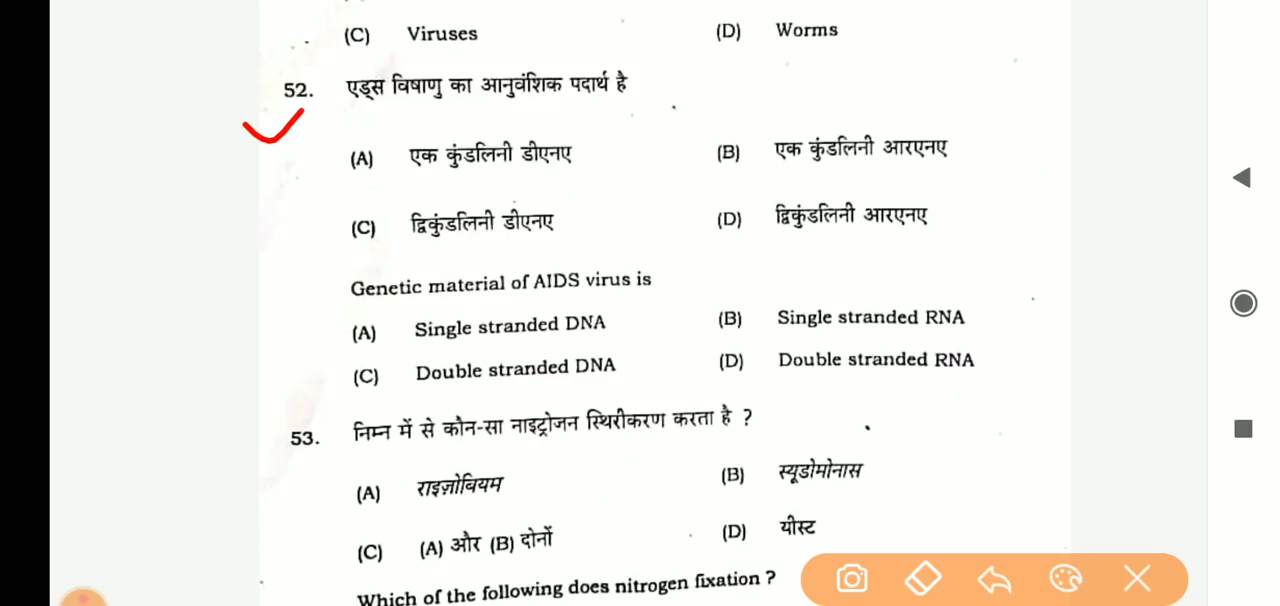 (C) Viruses (D) Worms
52. एड्स विषाणु का आनुवंशिक पदार्थ है
(A) एक कुंडलिनी डीएनए (B) एक कुंडलिनी आरएनए
(C) द्विकुंडलिनी डीएनए (D) द्विकुंडलिनी आरएनए
Genetic material of AIDS virus is
(A) Single stranded DNA (B) Single stranded RNA
(C) Double stranded DNA (D) Double stranded RNA
53. निम्न में से कौन-सा नाइट्रोजन स्थिरीकरण करता है ?
(A) राइज़ोवियम (B) स्यूडोमोनास
(C) (A) और (B) दोनों (D) यीस्ट
Which of the following does nitrogen fixation ?